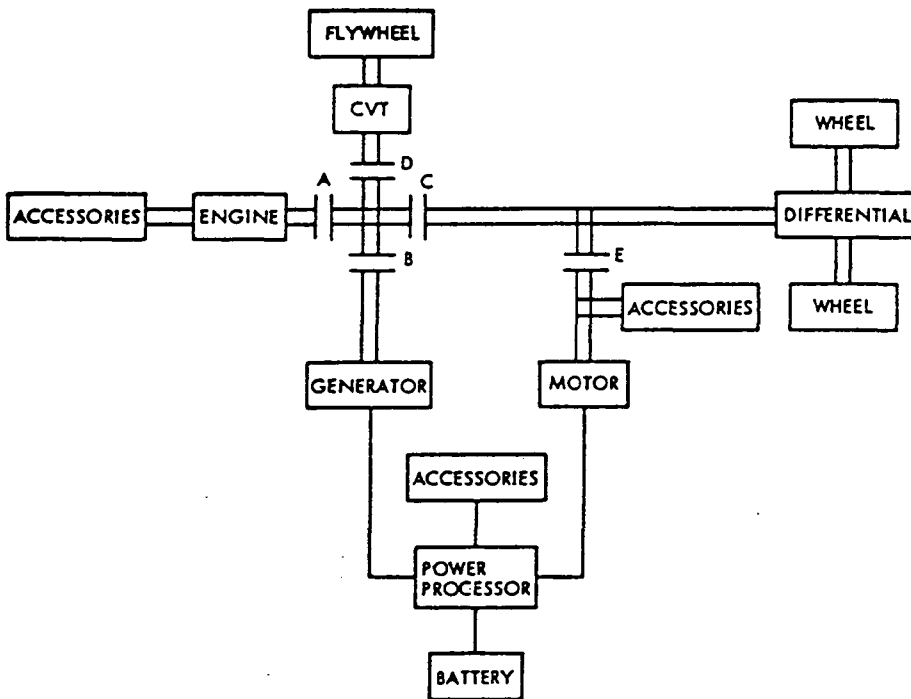 FLYWHEEL
CVT
D
A
C
WHEEL
ACCESSORIES
ENGINE
DIFFERENTIAL
B
E
ACCESSORIES
WHEEL
GENERATOR
MOTOR
ACCESSORIES
POWER
PROCESSOR
BATTERY